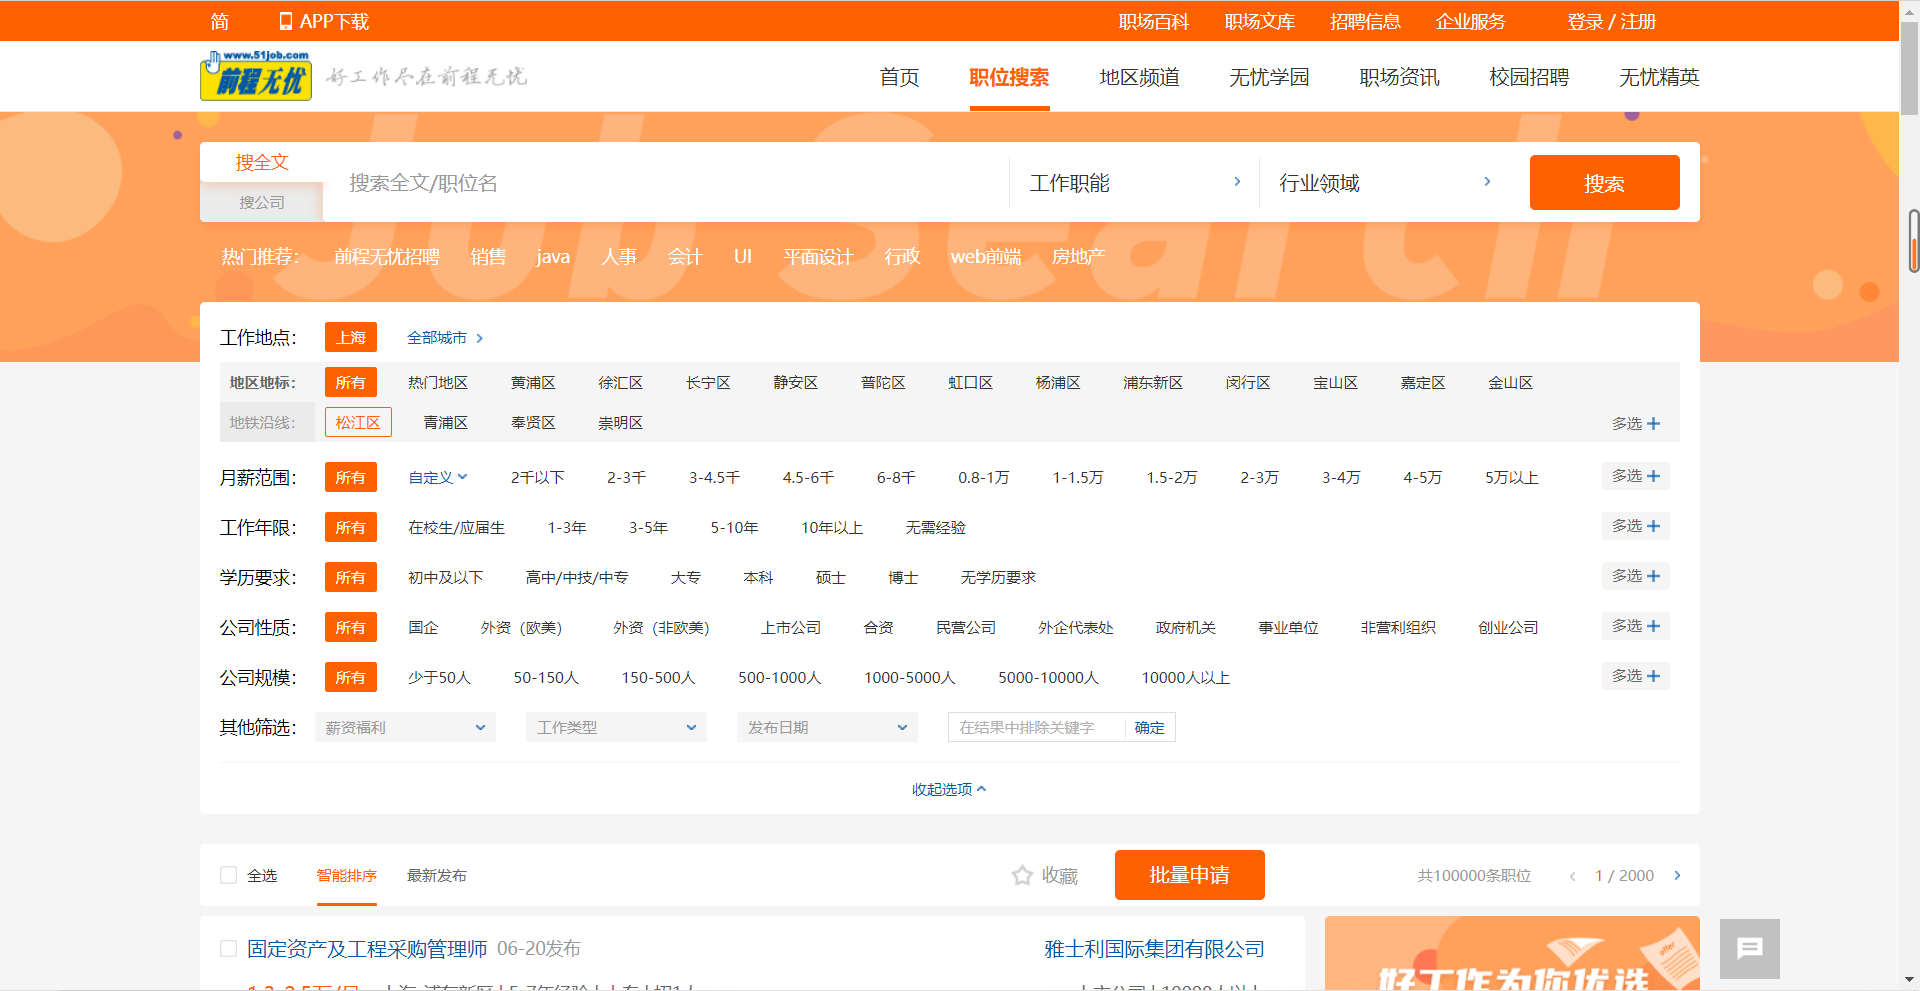 简 APP下载 职场百科 职场文库 招聘信息 企业服务 登录 / 注册
www.51job.com
前程无忧 好工作尽在前程无忧 首页 职位搜索 地区频道 无忧学园 职场资讯 校园招聘 无忧精英
Job Search
搜全文
搜公司
搜索全文/职位名 工作职能 行业领域 搜索
热门推荐： 前程无忧招聘 销售 java 人事 会计 UI 平面设计 行政 web前端 房地产
工作地点： 上海 全部城市
地区地标： 所有 热门地区 黄浦区 徐汇区 长宁区 静安区 普陀区 虹口区 杨浦区 浦东新区 闵行区 宝山区 嘉定区 金山区
地铁沿线： 松江区 青浦区 奉贤区 崇明区 多选
月薪范围： 所有 自定义 2千以下 2-3千 3-4.5千 4.5-6千 6-8千 0.8-1万 1-1.5万 1.5-2万 2-3万 3-4万 4-5万 5万以上 多选
工作年限： 所有 在校生/应届生 1-3年 3-5年 5-10年 10年以上 无需经验 多选
学历要求： 所有 初中及以下 高中/中技/中专 大专 本科 硕士 博士 无学历要求 多选
公司性质： 所有 国企 外资（欧美） 外资（非欧美） 上市公司 合资 民营公司 外企代表处 政府机关 事业单位 非营利组织 创业公司 多选
公司规模： 所有 少于50人 50-150人 150-500人 500-1000人 1000-5000人 5000-10000人 10000人以上 多选
其他筛选： 薪资福利 工作类型 发布日期 在结果中排除关键字 确定
收起选项
全选 智能排序 最新发布 收藏 批量申请 共100000条职位 1 / 2000
固定资产及工程采购管理师 06-20发布 雅士利国际集团有限公司
offer
好工作为你优选